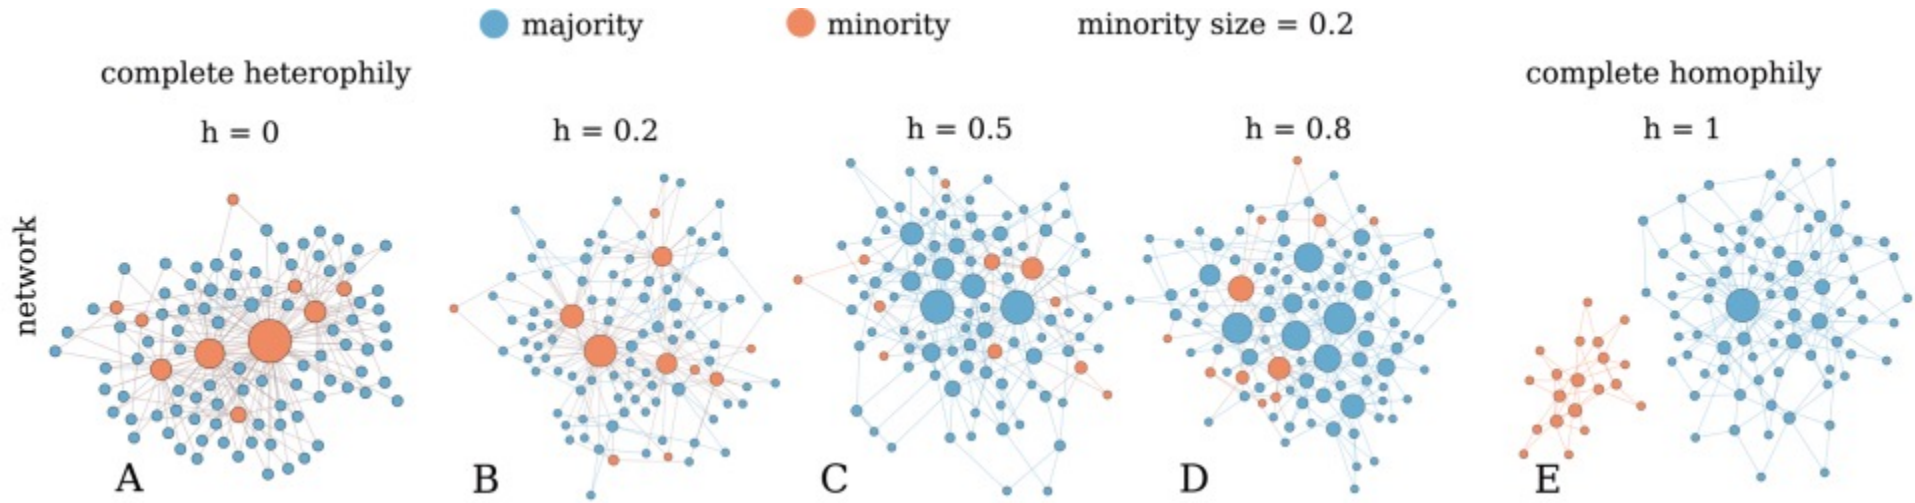 majority
minority
minority size = 0.2
complete heterophily
complete homophily
h = 0
h = 0.2
h = 0.5
h = 0.8
h = 1
network
A
B
C
D
E